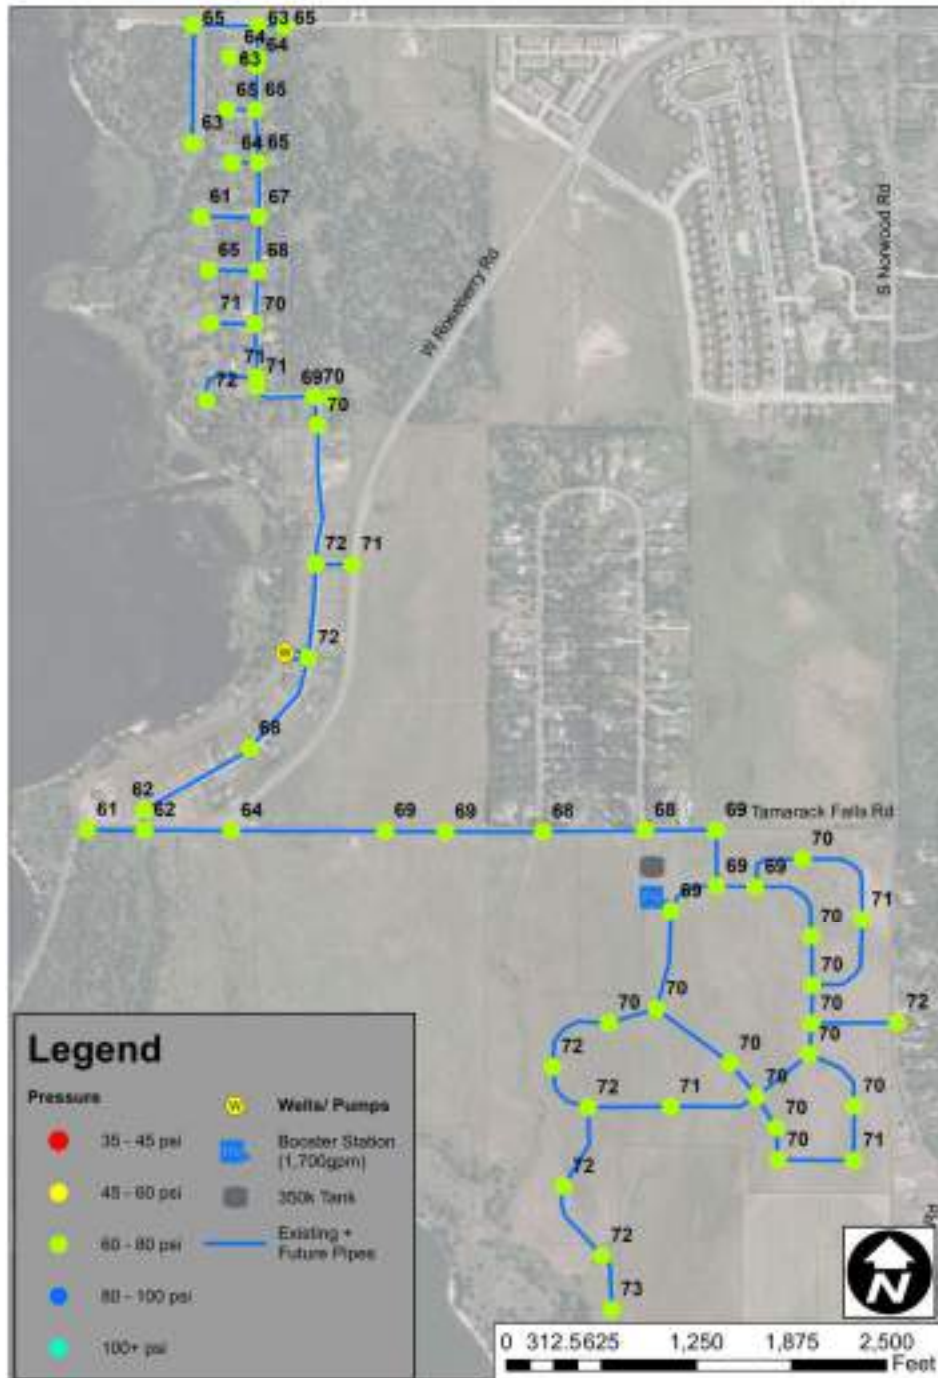 65 63 65
64 64
63
65 65
63
64 65
61 67
65 68
71 70
71
72 71
69 70
70
72 71
72
68
62
61 62 64 69 69 68 68 69 Tamarack Falls Rd
W Roseberry Rd
S Norwood Rd
70
69 69
69 71
70
70
70 70 70 72
72 70 70
72 71 70 70
70
70 71
72
72
73
Rd
N
Legend
Pressure
35 - 45 psi
45 - 60 psi
60 - 80 psi
80 - 100 psi
100+ psi
W Wells/ Pumps
Booster Station
(1,700gpm)
350k Tank
Existing +
Future Pipes
0 312.5625 1,250 1,875 2,500
Feet